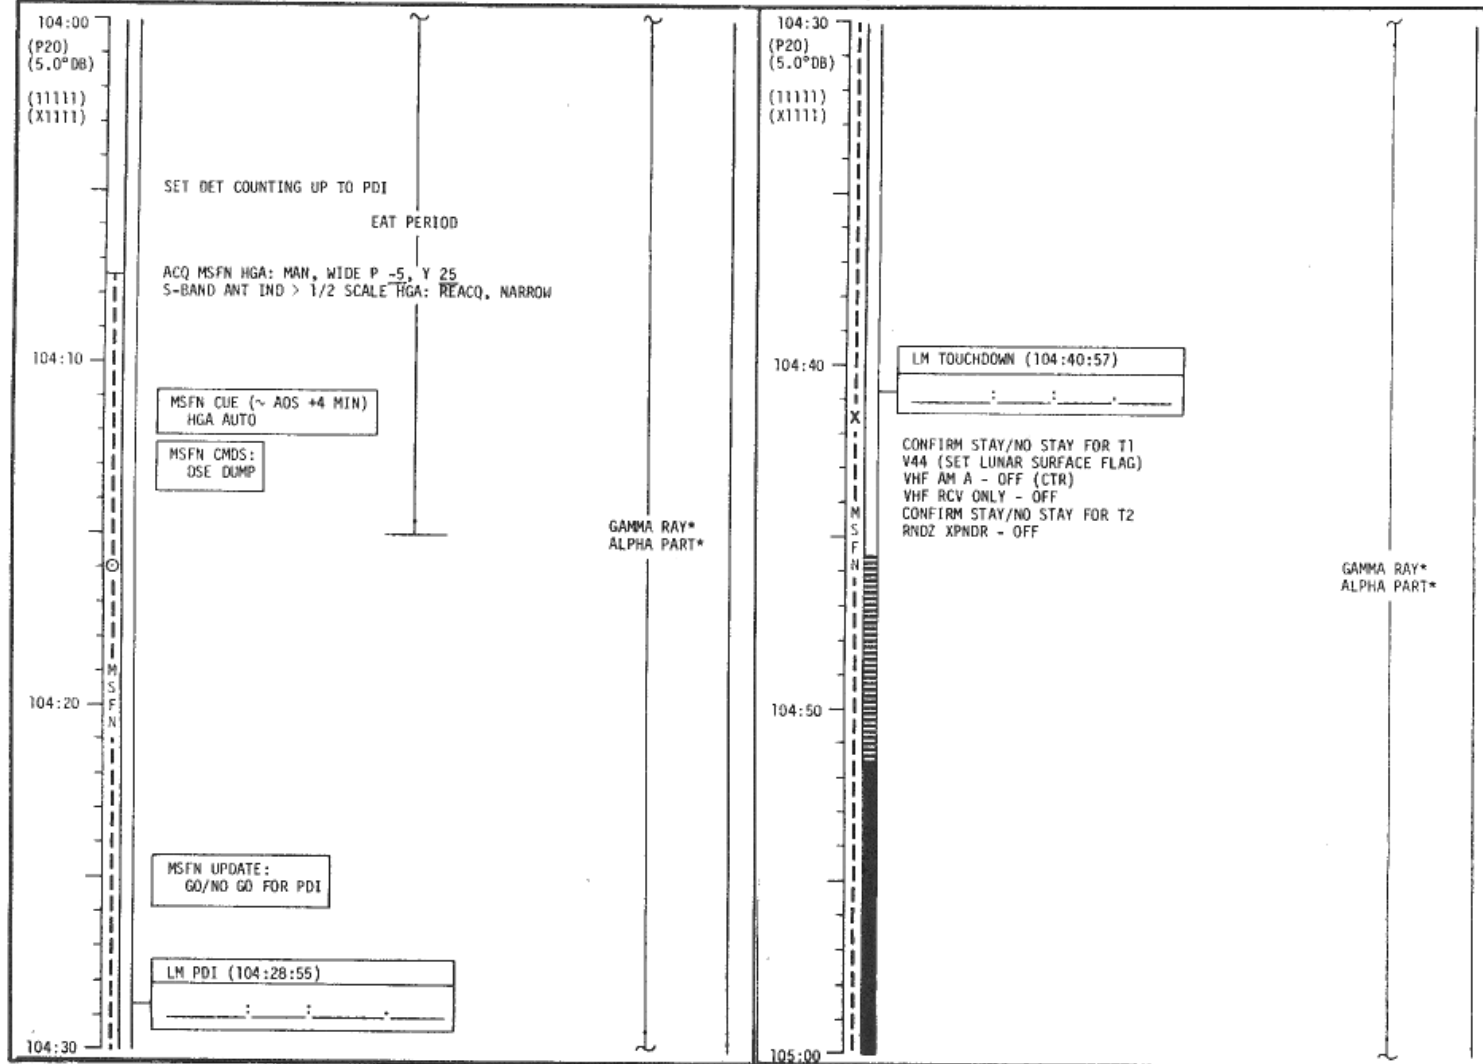 104:00
(P20)
(5.0°DB)
(11111)
(X1111)
SET DET COUNTING UP TO PDI
EAT PERIOD
ACQ MSFN HGA: MAN, WIDE P -5, Y 25
S-BAND ANT IND > 1/2 SCALE HGA: REACQ, NARROW
104:10
MSFN CUE (~ AOS +4 MIN)
HGA AUTO
MSFN CMDS:
DSE DUMP
GAMMA RAY*
ALPHA PART*
MSFN
104:20
MSFN UPDATE:
GO/NO GO FOR PDI
LM PDI (104:28:55)
: : .
104:30
104:30
(P20)
(5.0°DB)
(11111)
(X1111)
104:40
LM TOUCHDOWN (104:40:57)
: : .
X
CONFIRM STAY/NO STAY FOR T1
V44 (SET LUNAR SURFACE FLAG)
VHF AM A - OFF (CTR)
VHF RCV ONLY - OFF
CONFIRM STAY/NO STAY FOR T2
RNDZ XPNDR - OFF
MSFN
GAMMA RAY*
ALPHA PART*
104:50
105:00